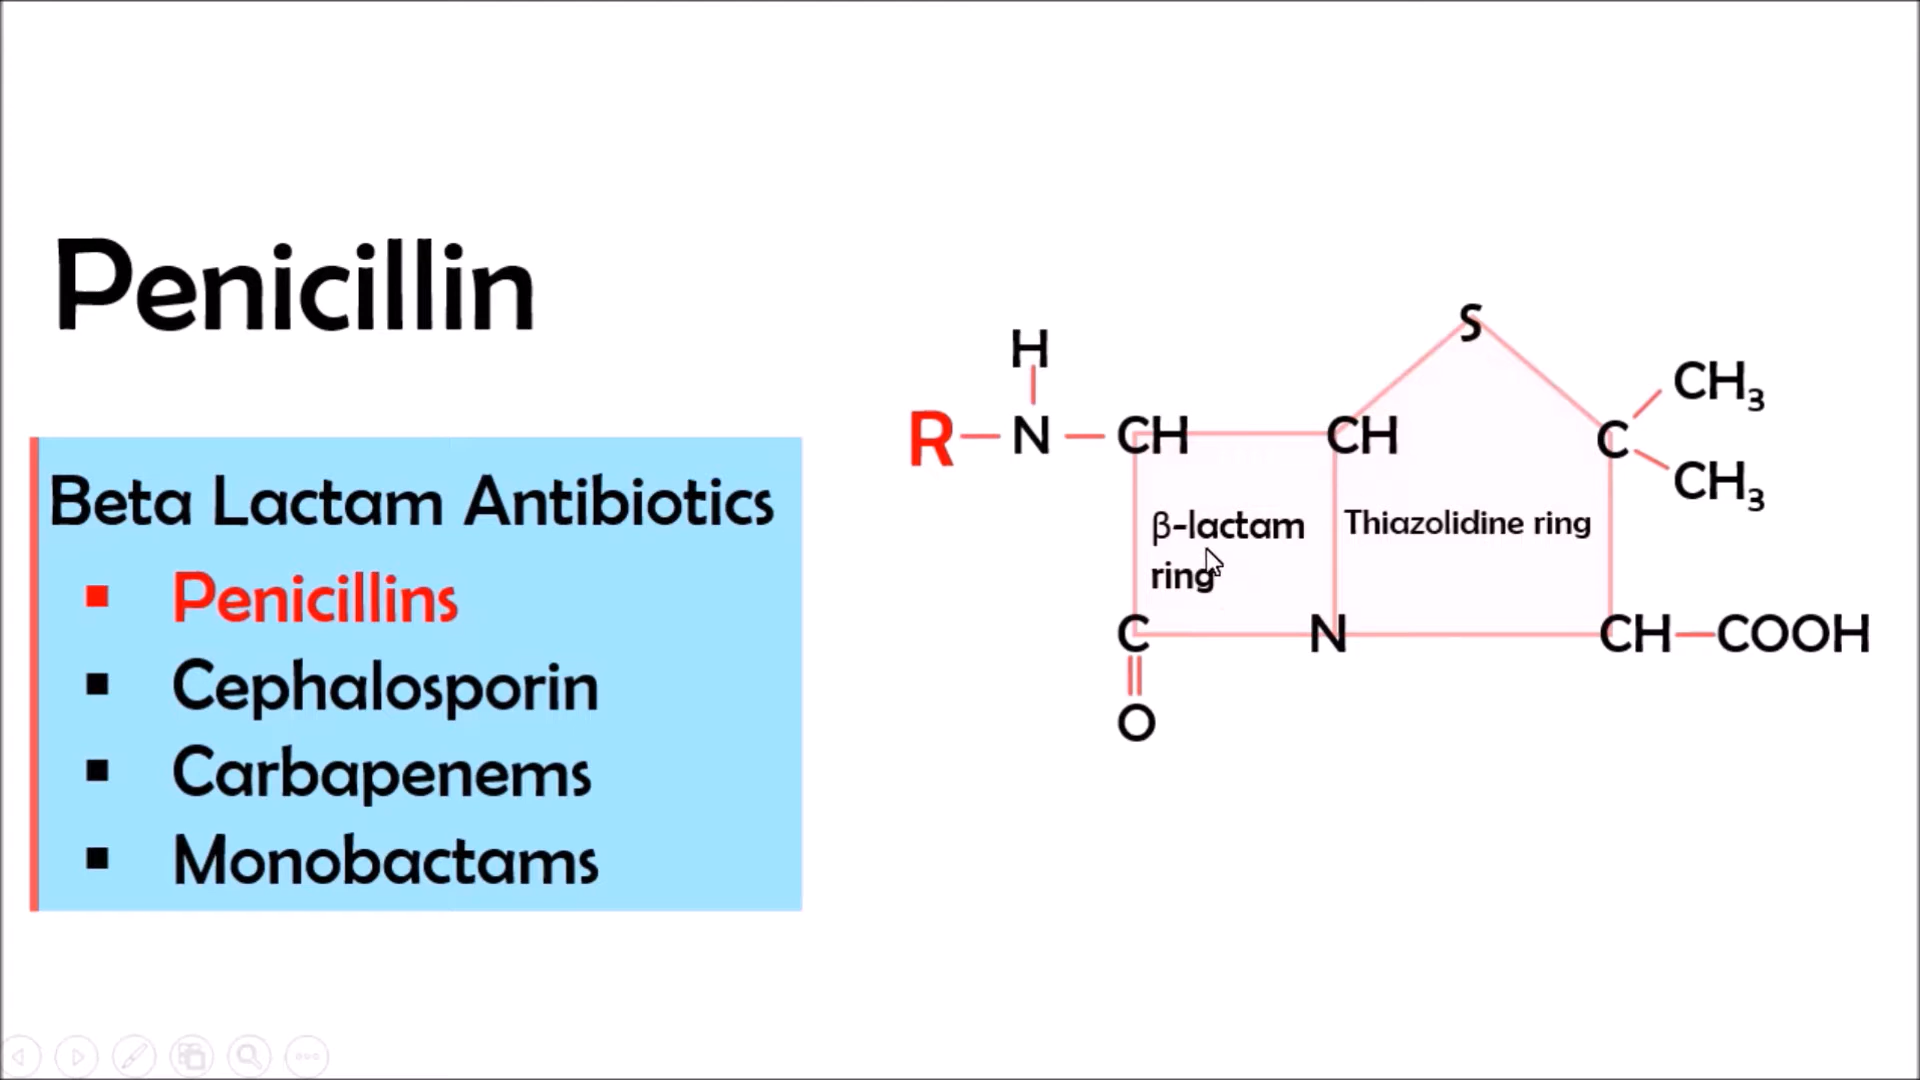 Penicillin
Beta Lactam Antibiotics
▪ Penicillins
▪ Cephalosporin
▪ Carbapenems
▪ Monobactams
S
H
CH₃
R — N — CH CH C
CH₃
β-lactam
ring
Thiazolidine ring
C N CH — COOH
O